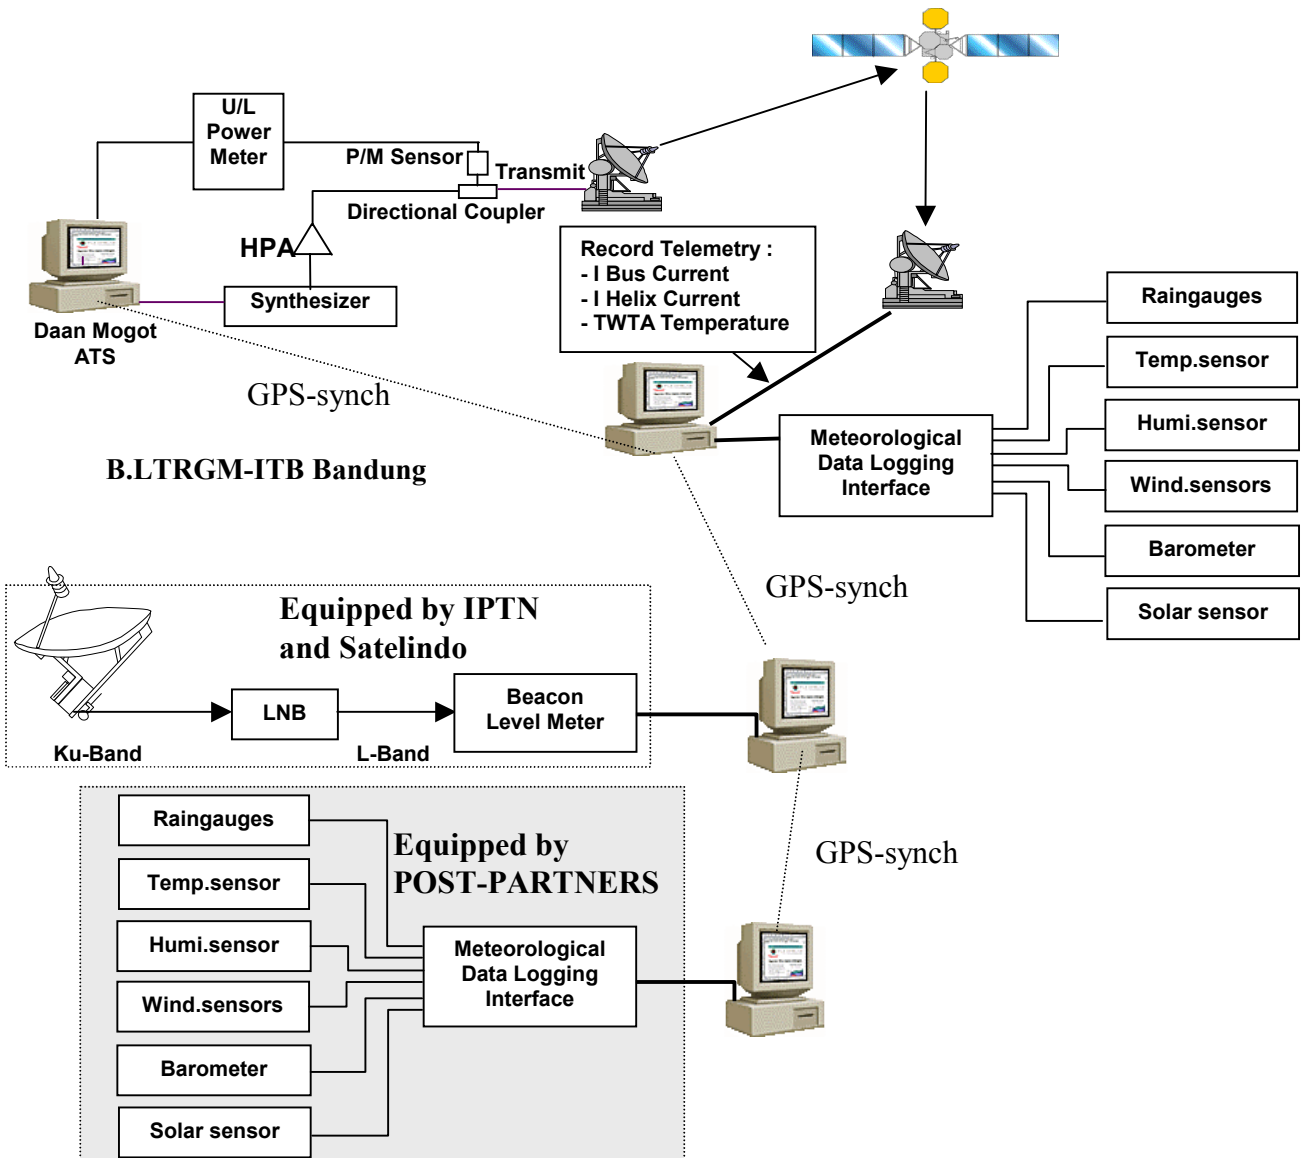 U/L
Power
Meter
P/M Sensor
Transmit
Directional Coupler
HPA
Synthesizer
Daan Mogot
ATS
Record Telemetry :
- I Bus Current
- I Helix Current
- TWTA Temperature
GPS-synch
B.LTRGM-ITB Bandung
Meteorological
Data Logging
Interface
Raingauges
Temp.sensor
Humi.sensor
Wind.sensors
Barometer
Solar sensor
GPS-synch
Equipped by IPTN
and Satelindo
LNB
Beacon
Level Meter
Ku-Band
L-Band
GPS-synch
Equipped by
POST-PARTNERS
Raingauges
Temp.sensor
Humi.sensor
Wind.sensors
Barometer
Solar sensor
Meteorological
Data Logging
Interface